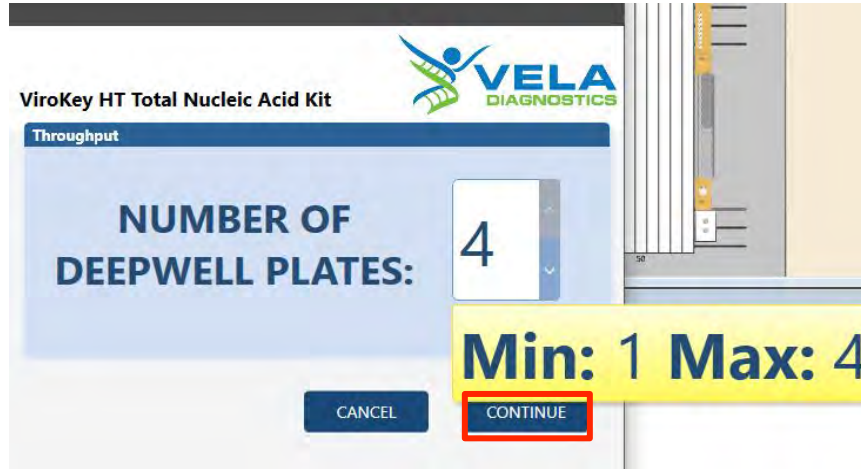 VELA
DIAGNOSTICS
ViroKey HT Total Nucleic Acid Kit
Throughput
NUMBER OF
DEEPWELL PLATES:
4
50
Min: 1 Max: 4
CANCEL
CONTINUE